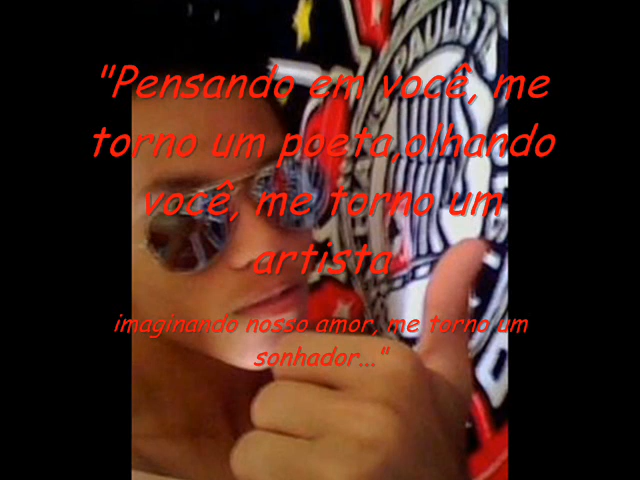 "Pensando em você, me
torno um poeta,olhando
você, me torno um
artista
imaginando nosso amor, me torno um
sonhador..."
PAULISTA